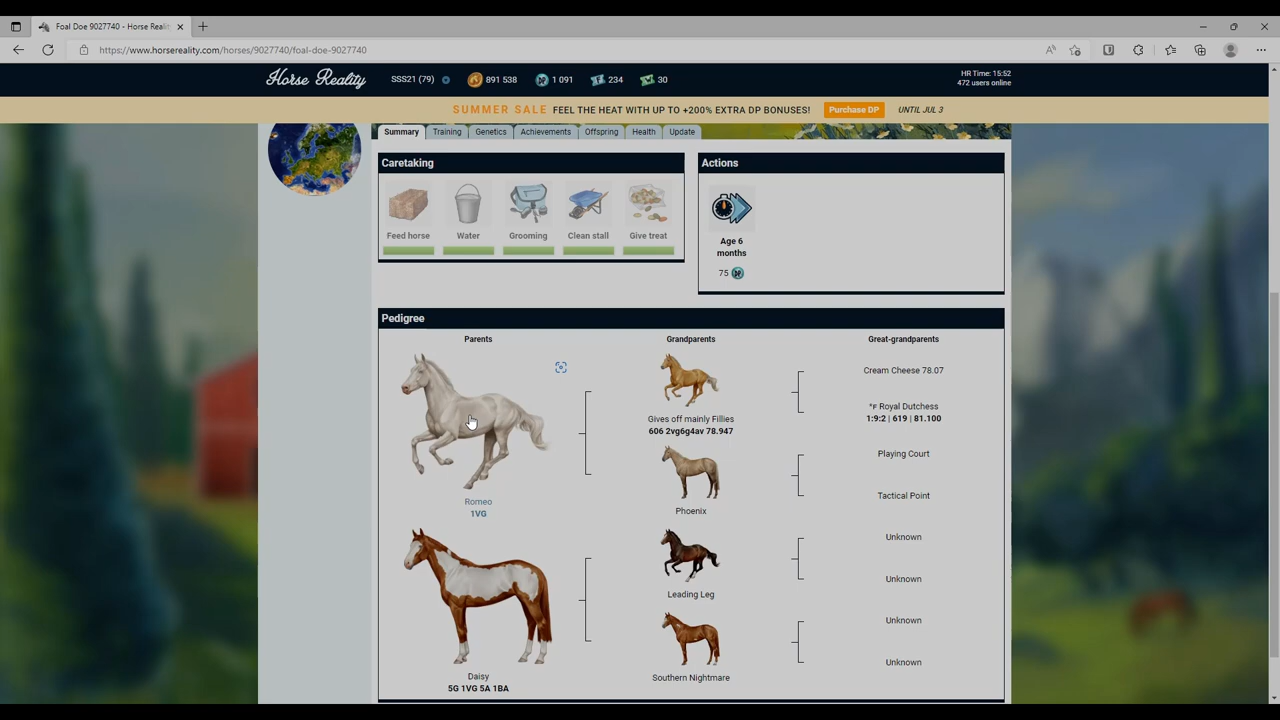 Foal Doe 9027740 - Horse Realit
https://www.horsereality.com/horses/9027740/foal-doe-9027740
Horse Reality
SSS21 (79)
891 538
1 091
234
30
HR Time: 15:52
472 users online
SUMMER SALE FEEL THE HEAT WITH UP TO +200% EXTRA DP BONUSES! Purchase DP UNTIL JUL 3
Summary Training Genetics Achievements Offspring Health Update
Caretaking
Feed horse Water Grooming Clean stall Give treat
Actions
Age 6
months
75
Pedigree
Parents Grandparents Great-grandparents
Romeo
1VG
Daisy
5G 1VG 5A 1BA
Gives off mainly Fillies
606 2vg6g4av 78.947
Phoenix
Leading Leg
Southern Nightmare
Cream Cheese 78.07
°F Royal Dutchess
1:9:2 | 619 | 81.100
Playing Court
Tactical Point
Unknown
Unknown
Unknown
Unknown